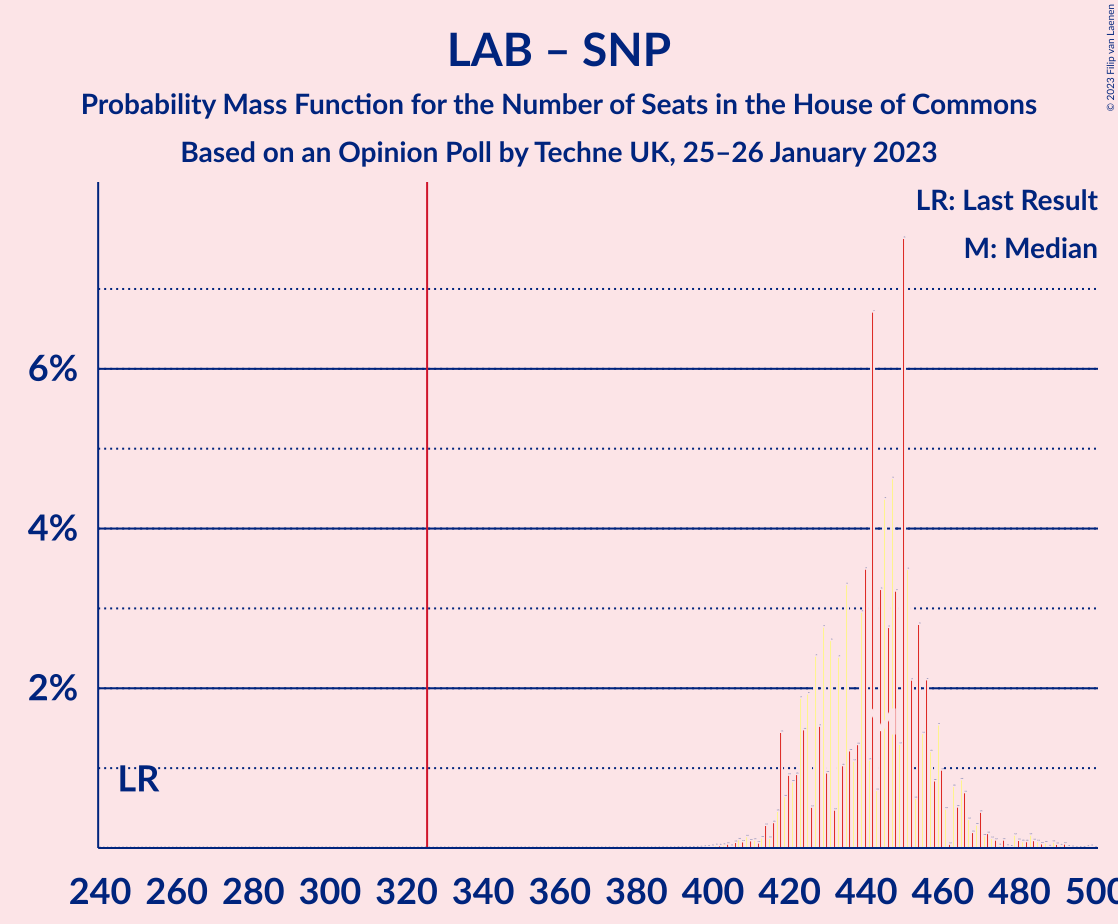 LAB – SNP
Probability Mass Function for the Number of Seats in the House of Commons
Based on an Opinion Poll by Techne UK, 25–26 January 2023
© 2023 Filip van Laenen
LR: Last Result
M: Median
6%
4%
2%
LR
240 260 280 300 320 340 360 380 400 420 440 460 480 500